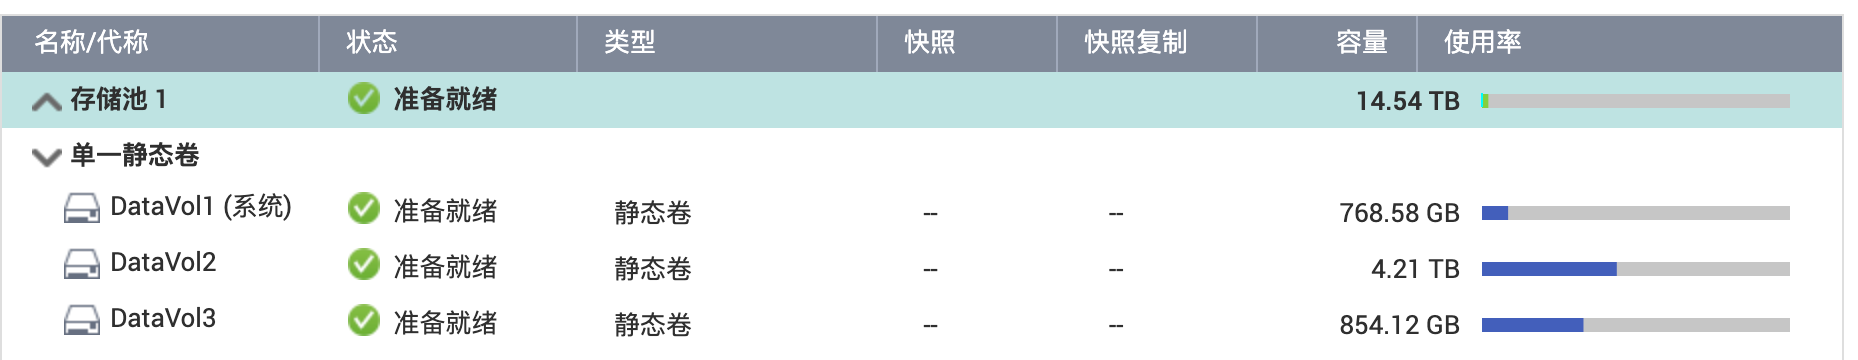 名称/代称 状态 类型 快照 快照复制 容量 使用率
存储池 1 准备就绪 14.54 TB
单一静态卷
DataVol1 (系统) 准备就绪 静态卷 -- -- 768.58 GB
DataVol2 准备就绪 静态卷 -- -- 4.21 TB
DataVol3 准备就绪 静态卷 -- -- 854.12 GB